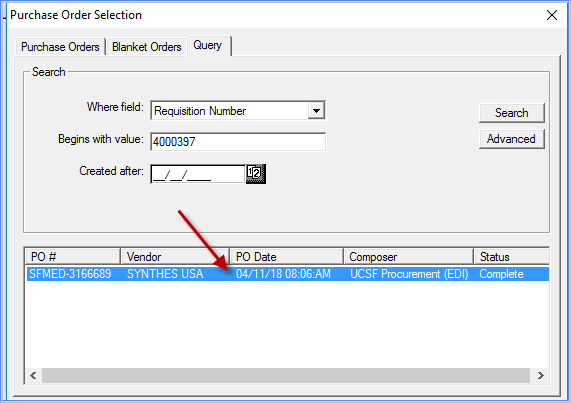 Purchase Order Selection
Purchase Orders Blanket Orders Query
Search
Where field: Requisition Number
Search
Begins with value: 4000397
Advanced
Created after: __/__/____ 12
PO # Vendor PO Date Composer Status
SFMED-3166689 SYNTHES USA 04/11/18 08:06:AM UCSF Procurement (EDI) Complete